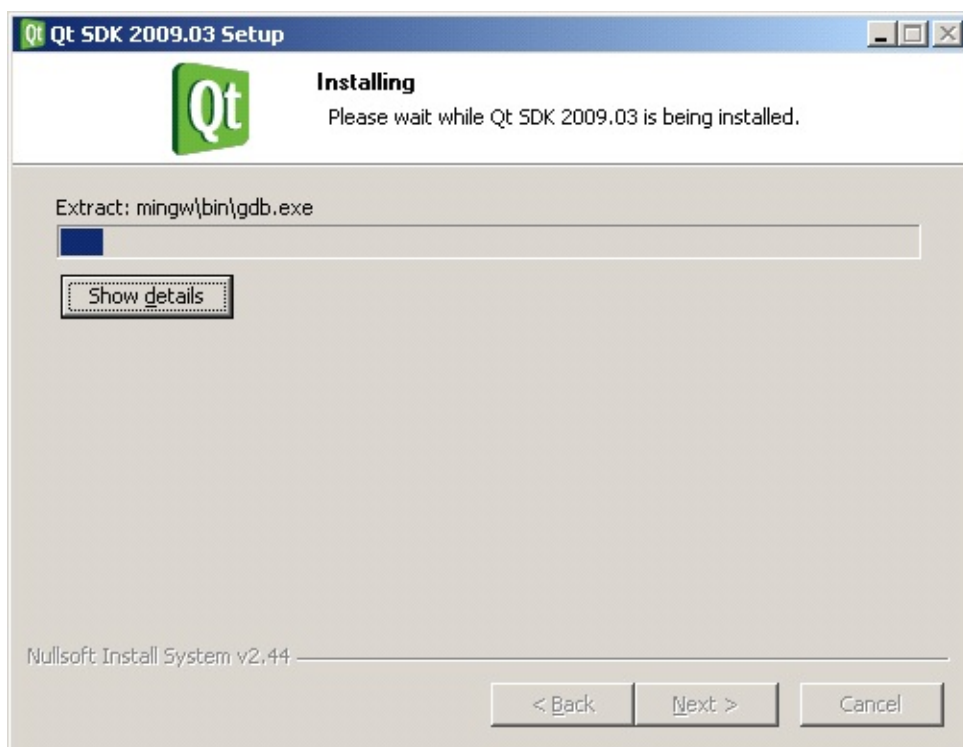 Qt Qt SDK 2009.03 Setup
Qt
Installing
Please wait while Qt SDK 2009.03 is being installed.
Extract: mingw\bin\gdb.exe
Show details
Nullsoft Install System v2.44
< Back Next > Cancel